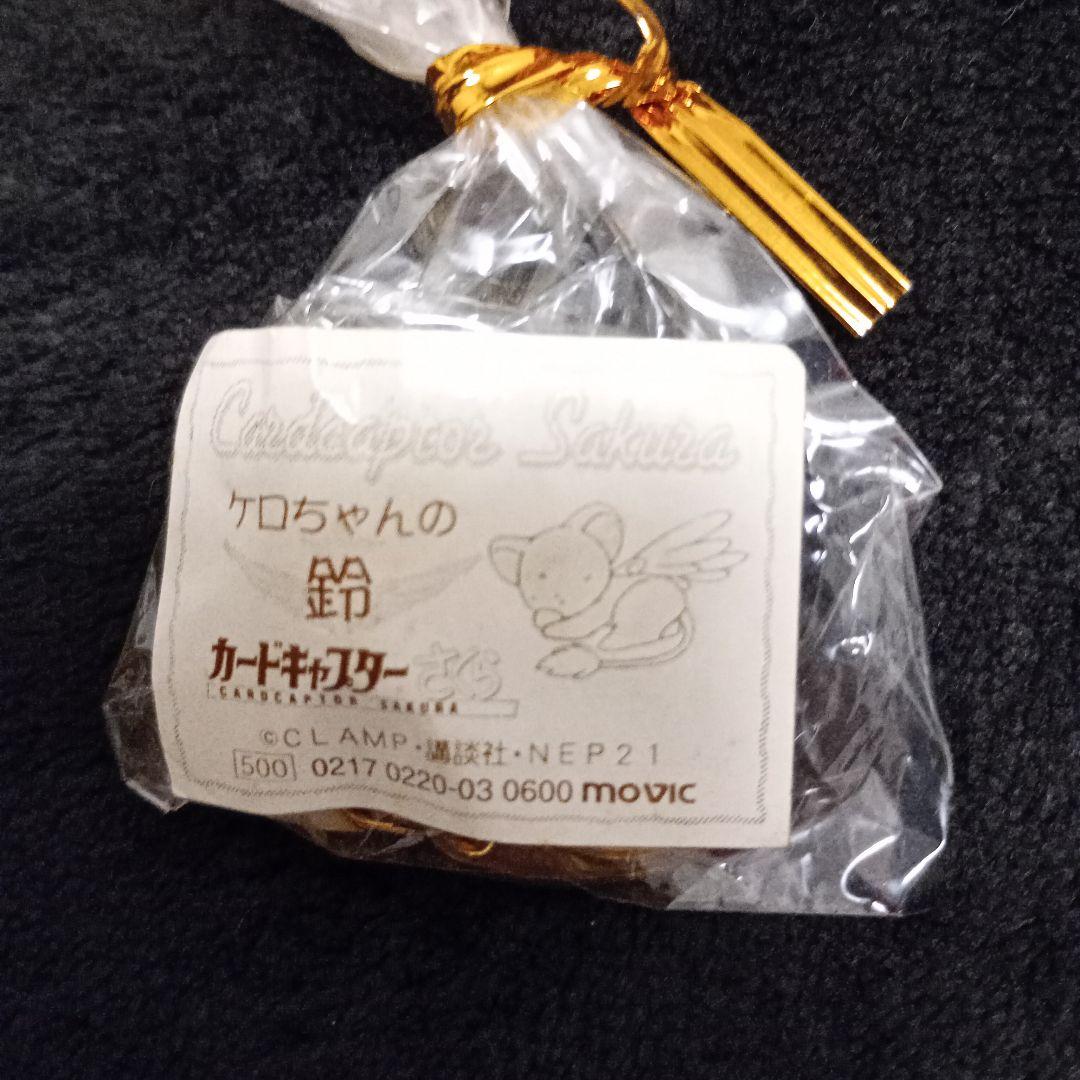 Cardcaptor Sakura
ケロちゃんの
鈴
カードキャプター さくら
CARDCAPTOR SAKURA
©CLAMP・講談社・NEP21
500 0217 0220-03 0600 movic